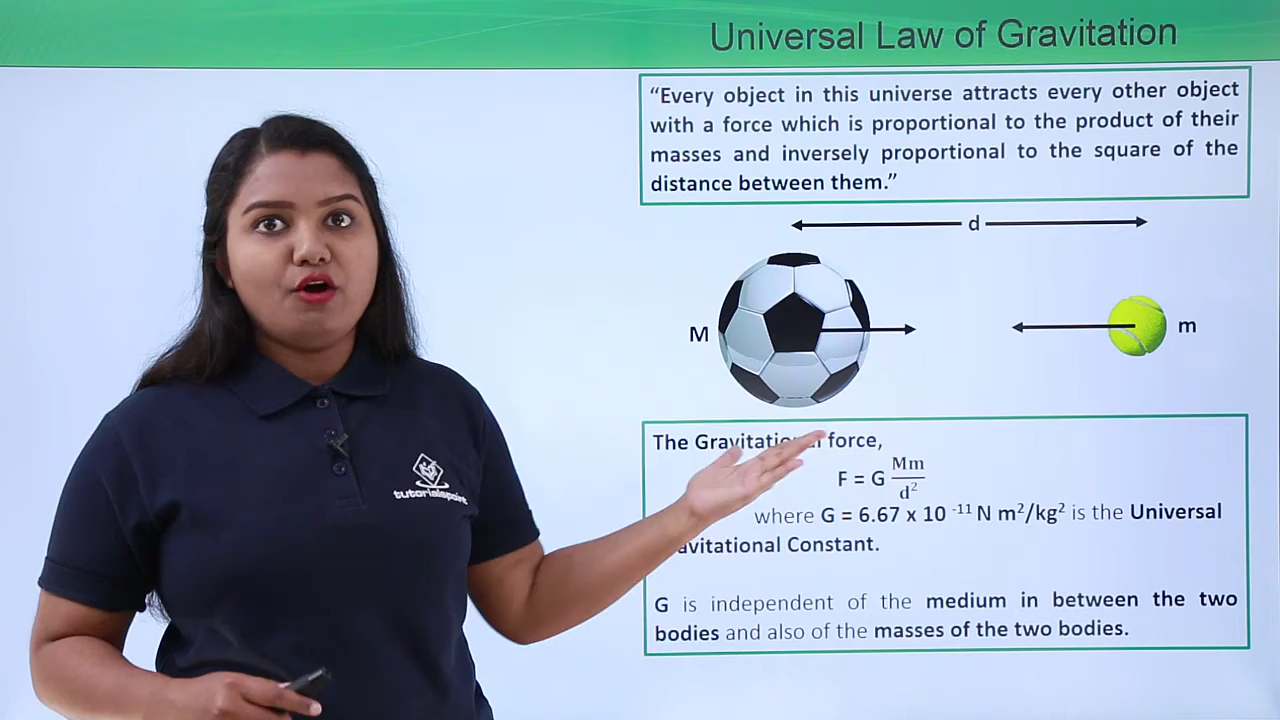 Universal Law of Gravitation
“Every object in this universe attracts every other object
with a force which is proportional to the product of their
masses and inversely proportional to the square of the
distance between them.”
d
M
m
The Gravitati force,
F = G Mm/d²
where G = 6.67 x 10 ⁻¹¹ N m²/kg² is the Universal
avitational Constant.
G is independent of the medium in between the two
bodies and also of the masses of the two bodies.
tutorialspoint